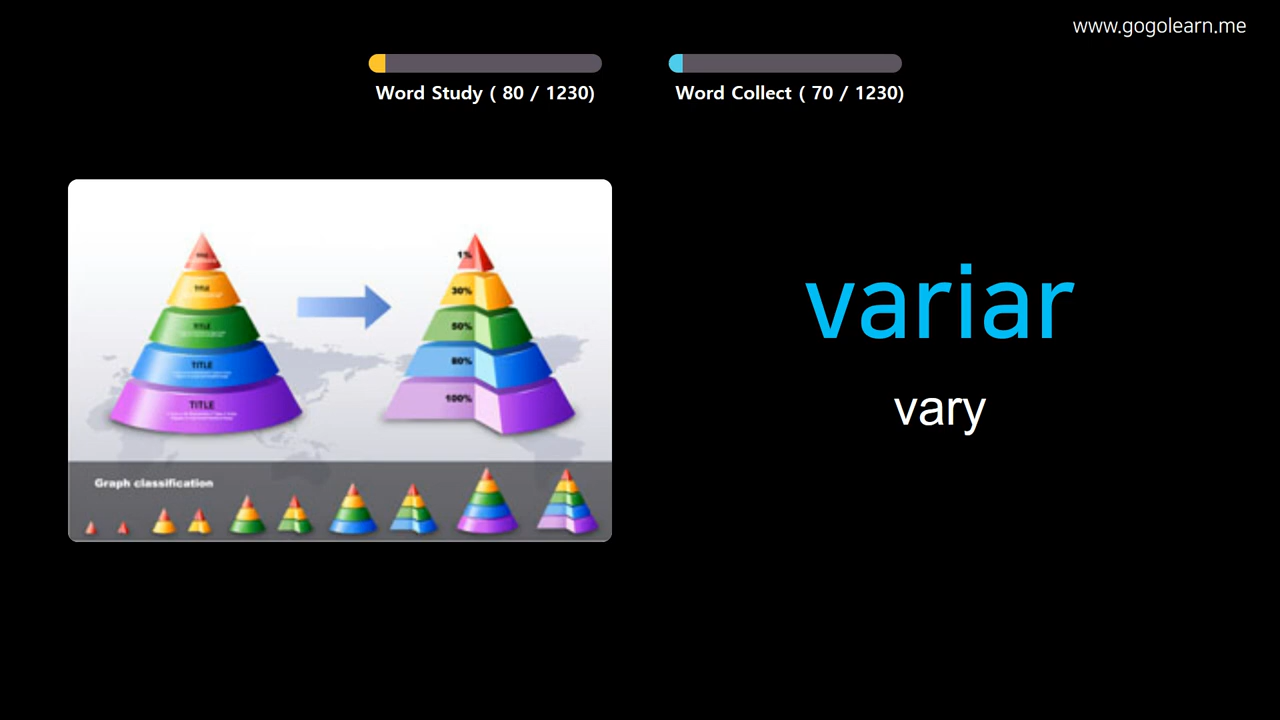 www.gogolearn.me
Word Study ( 80 / 1230)
Word Collect ( 70 / 1230)
variar
vary
TITLE
TITLE
TITLE
TITLE
1%
30%
50%
80%
100%
Graph classification